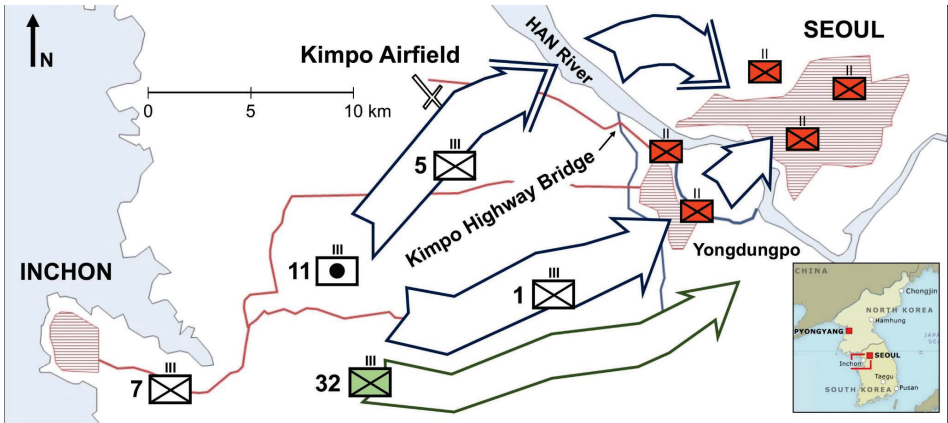 N
Kimpo Airfield
HAN River
SEOUL
0
5
10 km
II
II
II
II
II
III
5
Kimpo Highway Bridge
III
11
INCHON
Yongdungpo
III
1
III
7
III
32
CHINA
Chongjin
NORTH KOREA
Hamhung
PYONGYANG
JAPA
SEA
SEOUL
Inchon
Taegu
SOUTH KOREA
Pusan